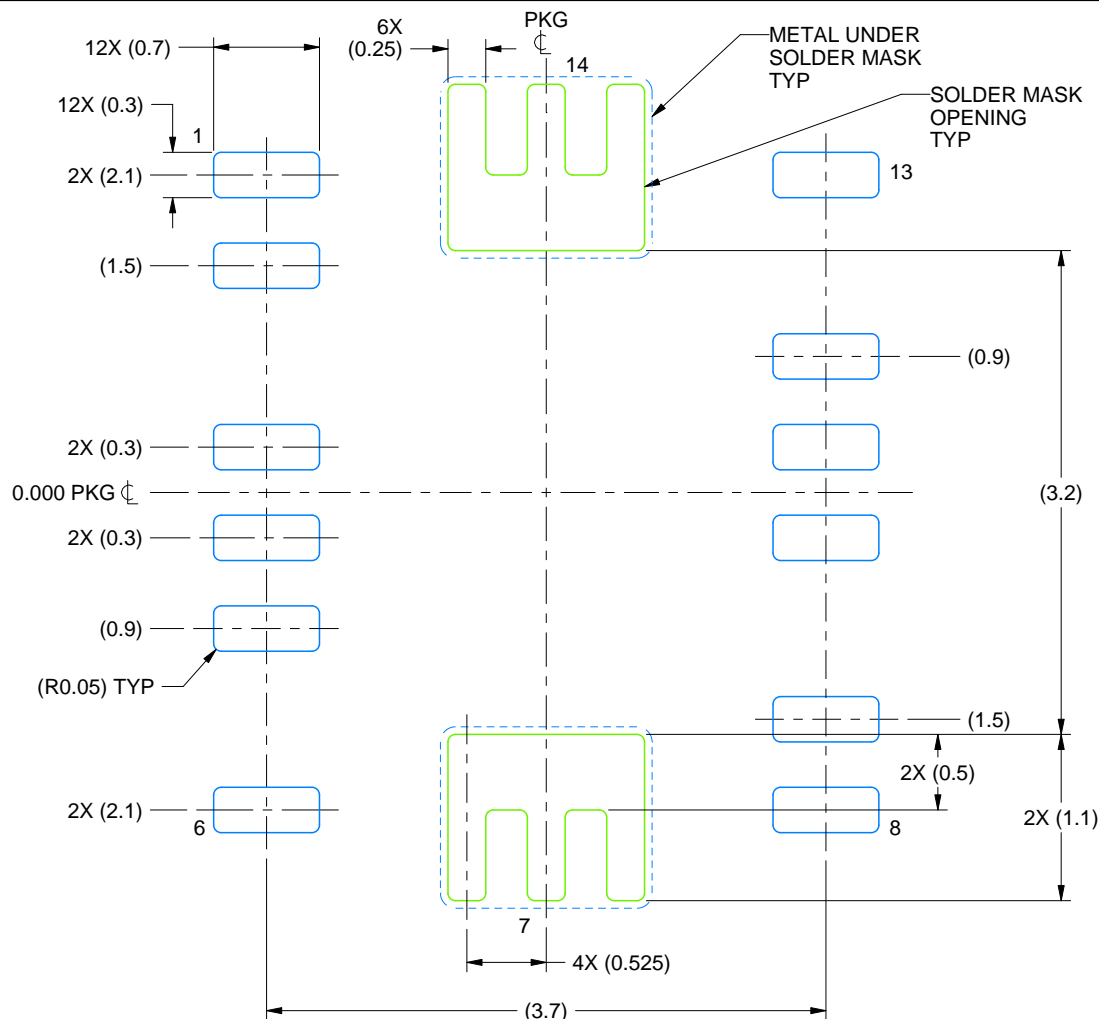 PKG
℄
6X
(0.25)
12X (0.7)
METAL UNDER
SOLDER MASK
TYP
14
SOLDER MASK
OPENING
TYP
12X (0.3)
1
2X (2.1)
13
(1.5)
(0.9)
2X (0.3)
0.000 PKG ℄
(3.2)
2X (0.3)
(0.9)
(R0.05) TYP
(1.5)
2X (0.5)
2X (2.1)
6
8
2X (1.1)
7
4X (0.525)
(3.7)